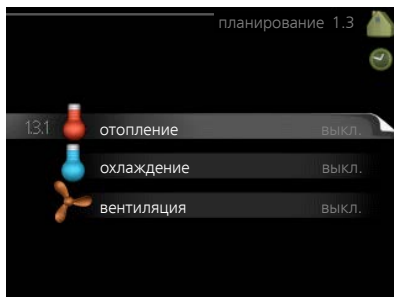 планирование 1.3
1.3.1 отопление выкл.
охлаждение выкл.
вентиляция выкл.